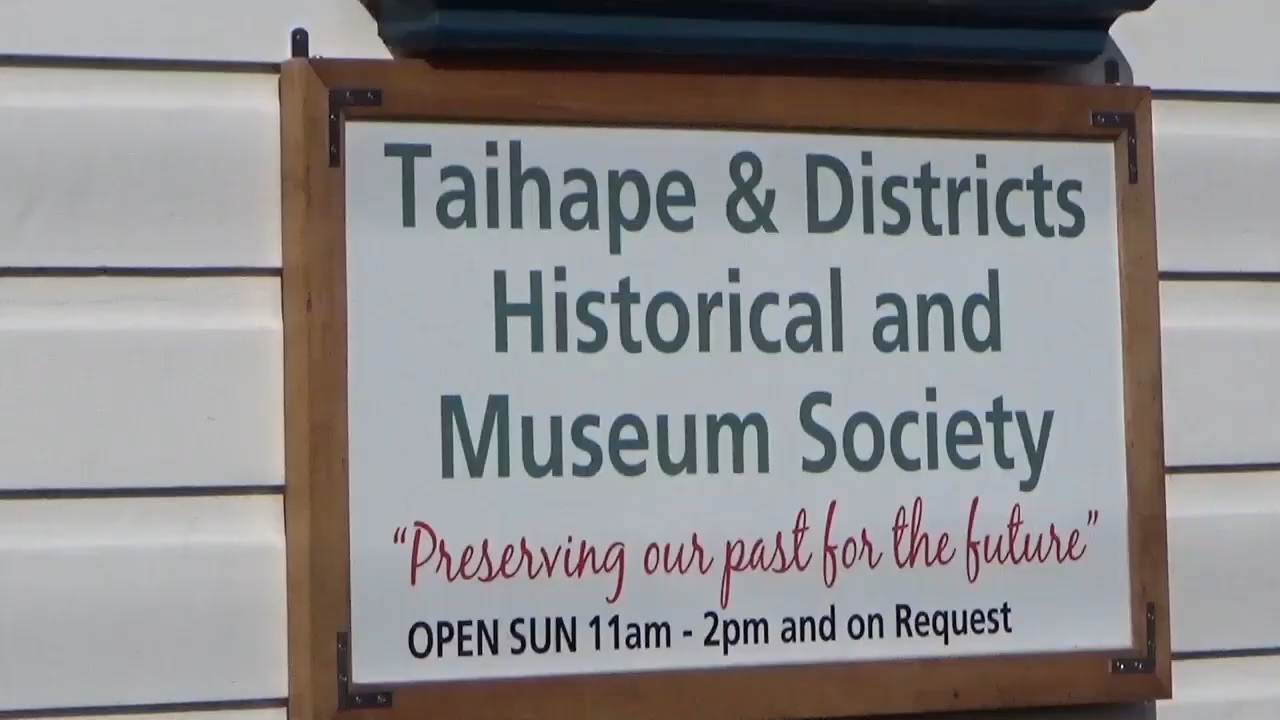 Taihape & Districts
Historical and
Museum Society
“Preserving our past for the future”
OPEN SUN 11am - 2pm and on Request